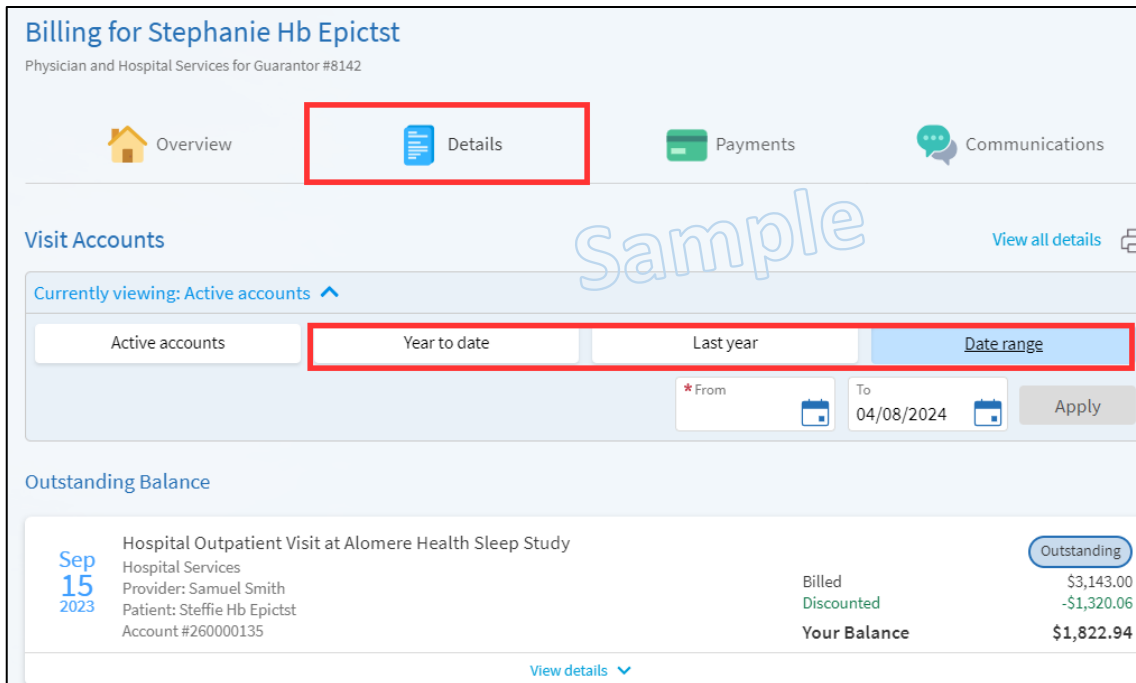 Billing for Stephanie Hb Epictst
Physician and Hospital Services for Guarantor #8142
Overview Details Payments Communications
Sample
Visit Accounts View all details
Currently viewing: Active accounts
Active accounts Year to date Last year Date range
*From To
04/08/2024 Apply
Outstanding Balance
Sep
15
2023
Hospital Outpatient Visit at Alomere Health Sleep Study
Hospital Services
Provider: Samuel Smith
Patient: Steffie Hb Epictst
Account #260000135
Outstanding
Billed $3,143.00
Discounted -$1,320.06
Your Balance $1,822.94
View details